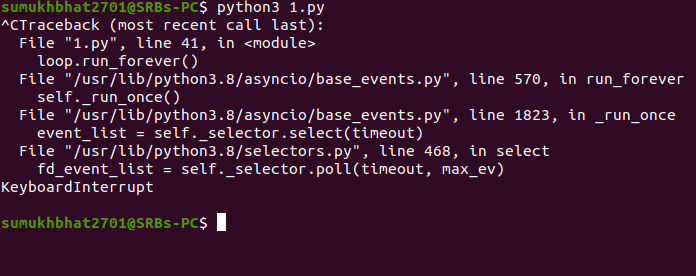 sumukhbhat2701@SRBs-PC$ python3 1.py
^CTraceback (most recent call last):
  File "1.py", line 41, in <module>
    loop.run_forever()
  File "/usr/lib/python3.8/asyncio/base_events.py", line 570, in run_forever
    self._run_once()
  File "/usr/lib/python3.8/asyncio/base_events.py", line 1823, in _run_once
    event_list = self._selector.select(timeout)
  File "/usr/lib/python3.8/selectors.py", line 468, in select
    fd_event_list = self._selector.poll(timeout, max_ev)
KeyboardInterrupt
sumukhbhat2701@SRBs-PC$